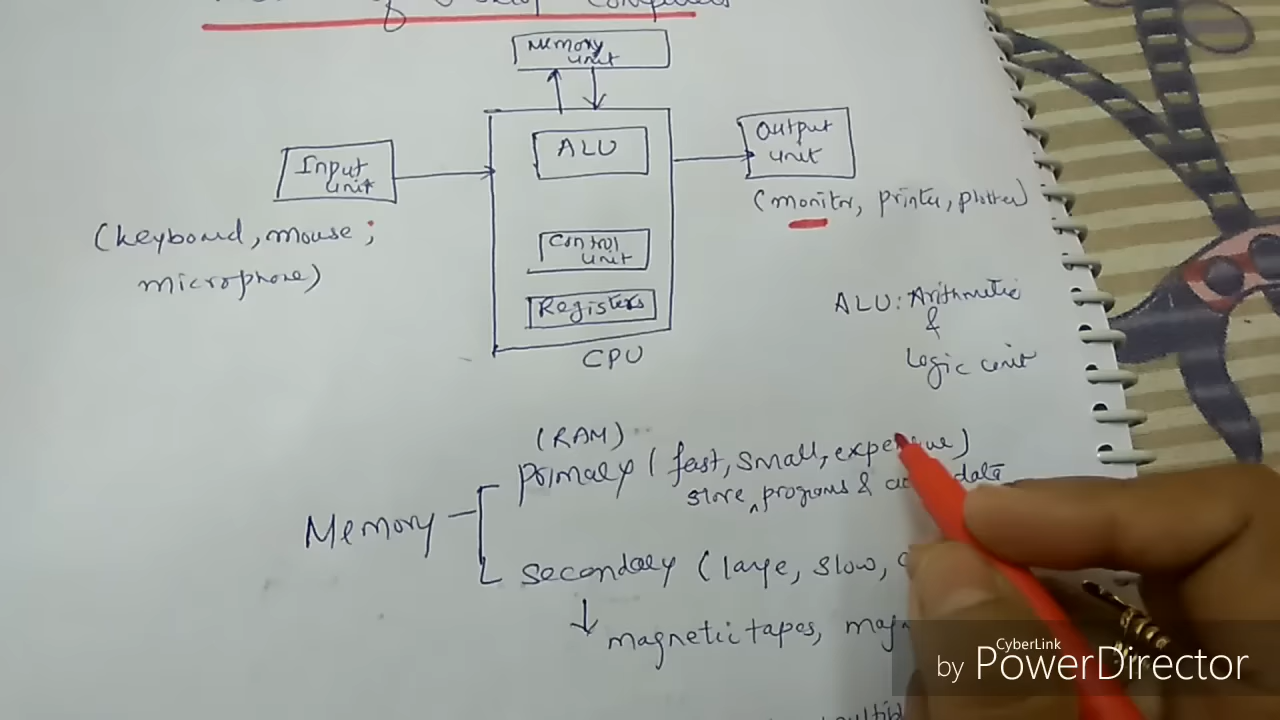 Computers
Memory
unit
ALU
Input
unit
Output
unit
(monitor, printer, plotter)
(keyboard, mouse,
microphone)
Control
unit
Registers
CPU
ALU: Arithmetic
&
Logic unit
(RAM)
Primary (fast, small, expensive)
store programs & data
Memory
secondary (large, slow,
magnetic tapes,
CyberLink
by PowerDirector